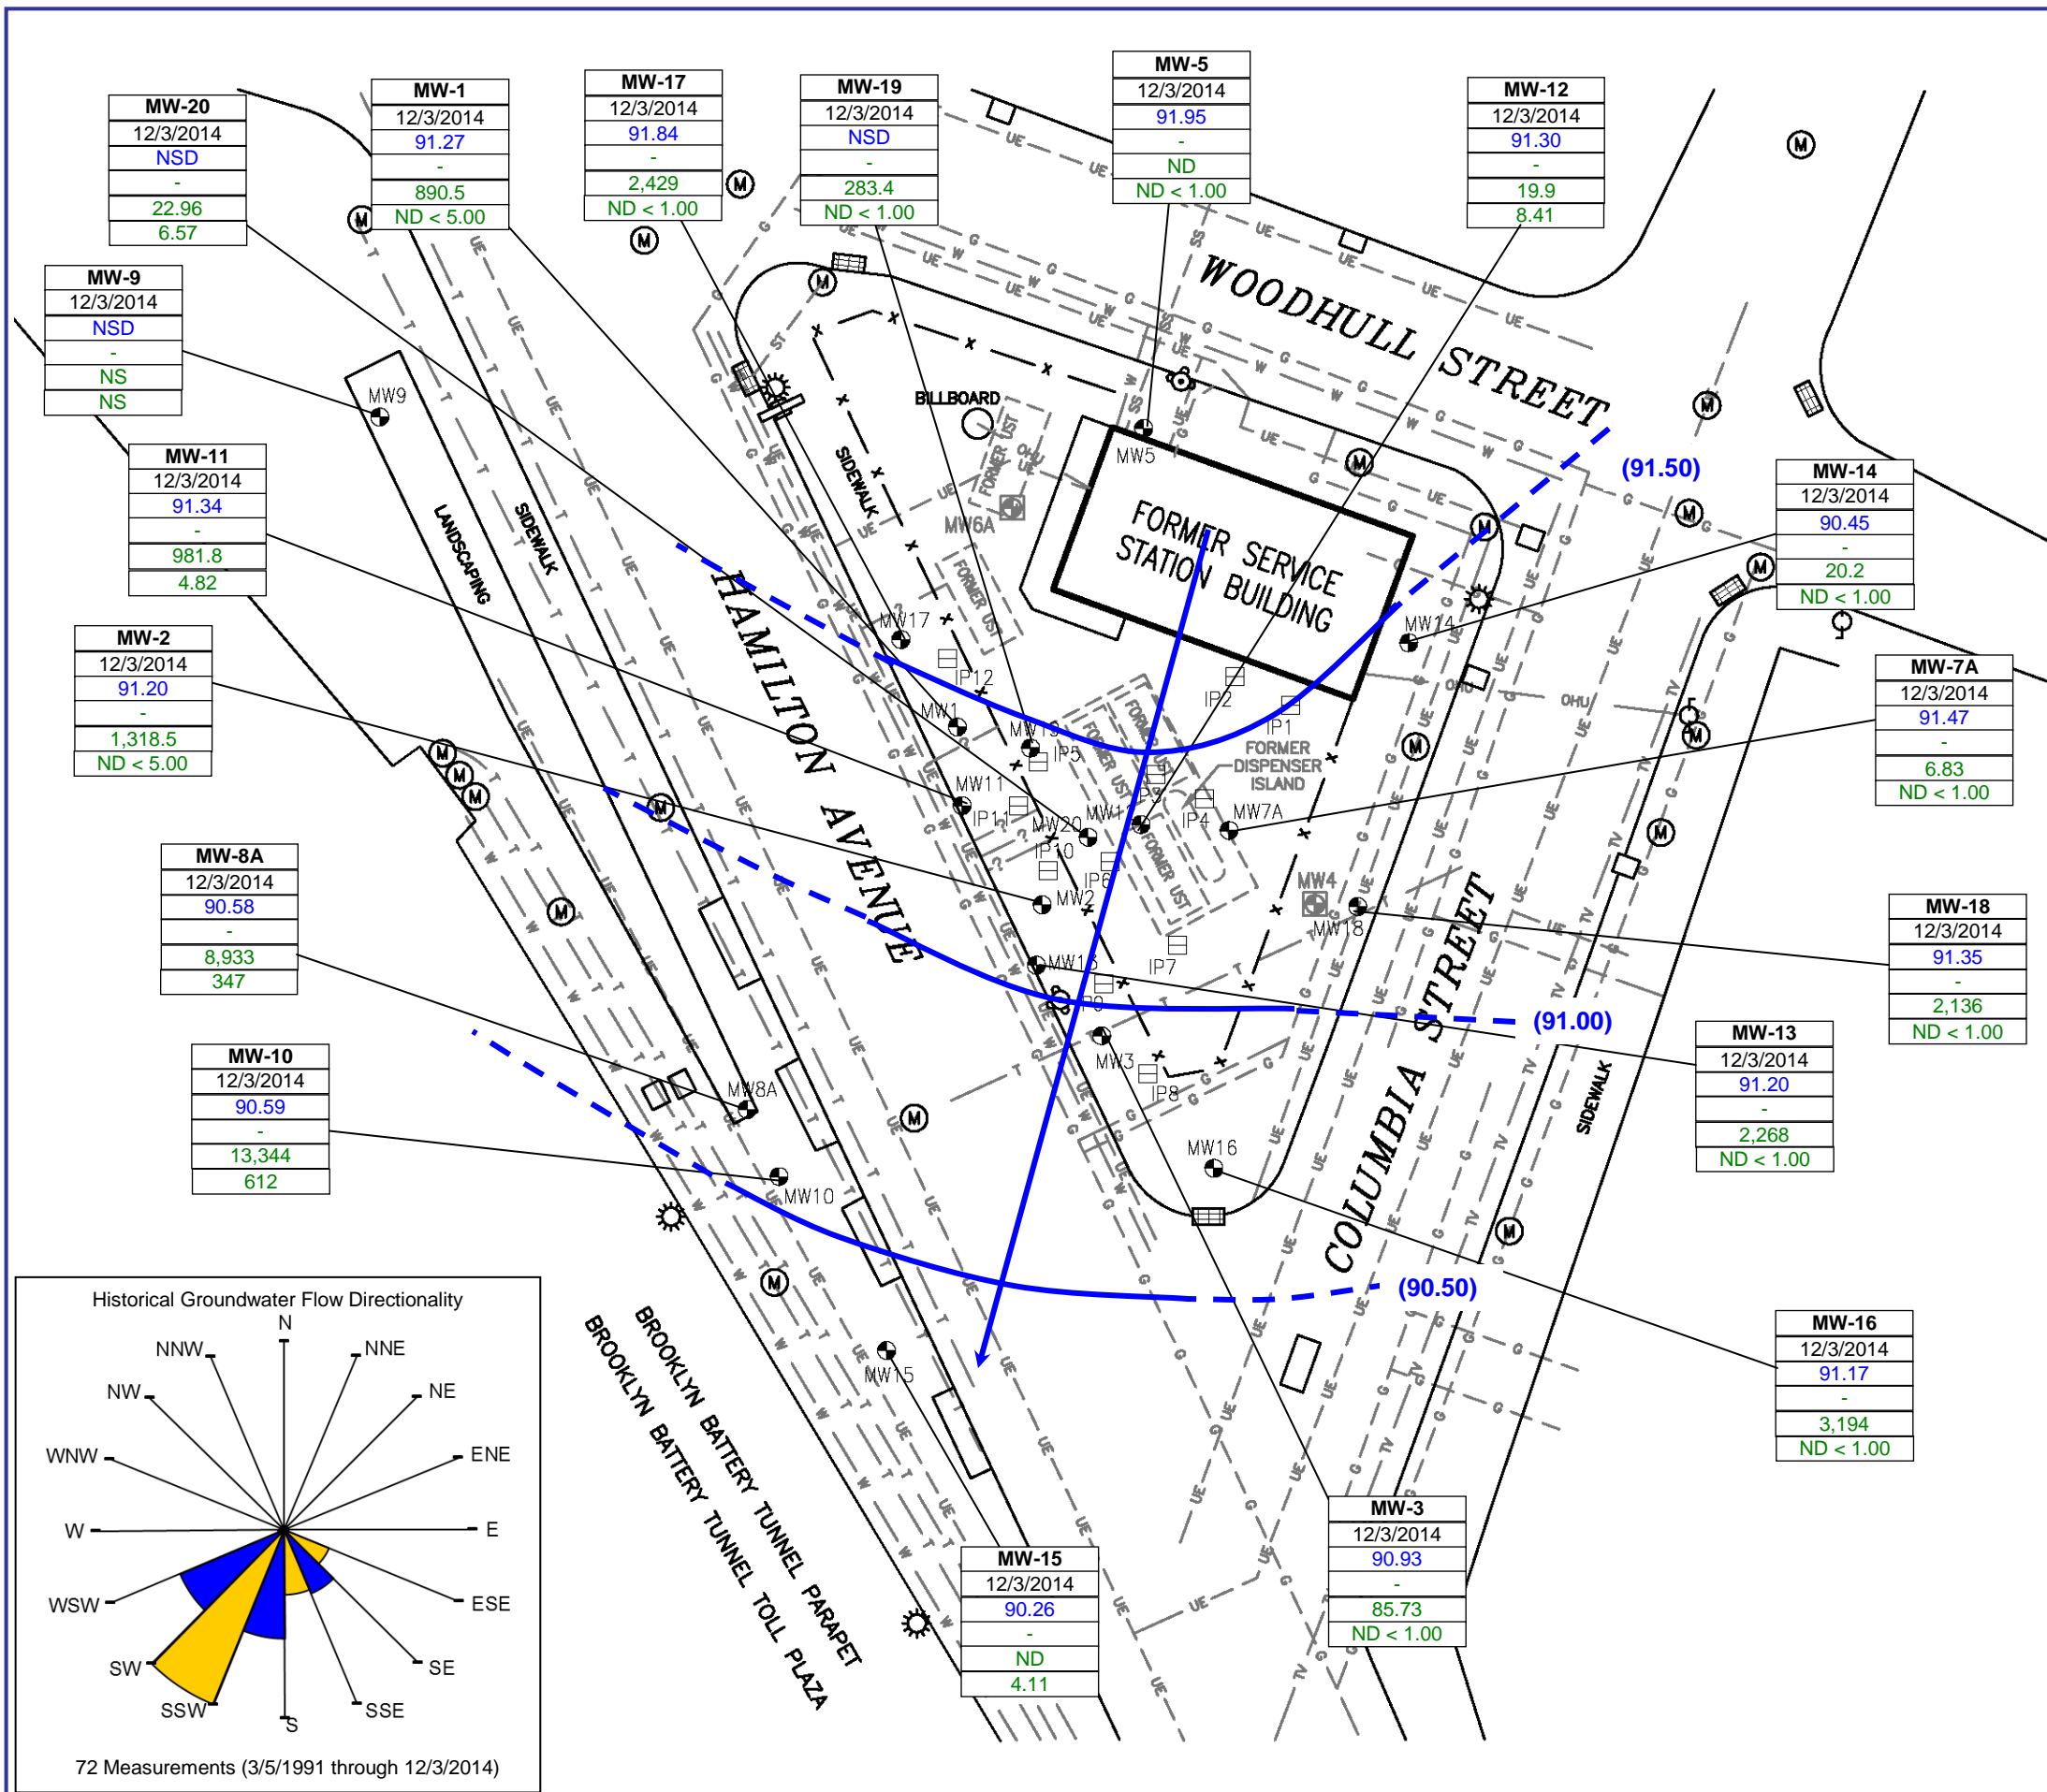 MW-20
12/3/2014
NSD
-
22.96
6.57
MW-1
12/3/2014
91.27
-
890.5
ND < 5.00
MW-17
12/3/2014
91.84
-
2,429
ND < 1.00
MW-19
12/3/2014
NSD
-
283.4
ND < 1.00
MW-5
12/3/2014
91.95
-
ND
ND < 1.00
MW-12
12/3/2014
91.30
-
19.9
8.41
MW-9
12/3/2014
NSD
-
NS
NS
MW-11
12/3/2014
91.34
-
981.8
4.82
MW-2
12/3/2014
91.20
-
1,318.5
ND < 5.00
MW-8A
12/3/2014
90.58
-
8,933
347
MW-10
12/3/2014
90.59
-
13,344
612
MW-14
12/3/2014
90.45
-
20.2
ND < 1.00
MW-7A
12/3/2014
91.47
-
6.83
ND < 1.00
MW-18
12/3/2014
91.35
-
2,136
ND < 1.00
MW-13
12/3/2014
91.20
-
2,268
ND < 1.00
MW-16
12/3/2014
91.17
-
3,194
ND < 1.00
MW-3
12/3/2014
90.93
-
85.73
ND < 1.00
MW-15
12/3/2014
90.26
-
ND
4.11
WOODHULL STREET
HAMILTON AVENUE
COLUMBIA STREET
BROOKLYN BATTERY TUNNEL PARAPET
BROOKLYN BATTERY TUNNEL TOLL PLAZA
FORMER SERVICE
STATION BUILDING
BILLBOARD
SIDEWALK
SIDEWALK
LANDSCAPING
SIDEWALK
FORMER UST
FORMER UST
FORMER UST
FORMER UST
FORMER UST
FORMER
DISPENSER
ISLAND
OHU
OHU
OHU
MW9
MW5
MW6A
MW17
IP12
MW1
IP5
MW11
IP11
MW20
IP10
IP6
MW2
IP4
MW7A
IP2
IP1
MW14
MW4
MW18
IP7
MW3
IP8
MW16
MW8A
MW10
MW15
(91.50)
(91.00)
(90.50)
Historical Groundwater Flow Directionality
N
NNW
NNE
NW
NE
WNW
ENE
W
E
WSW
ESE
SW
SE
SSW
SSE
S
72 Measurements (3/5/1991 through 12/3/2014)